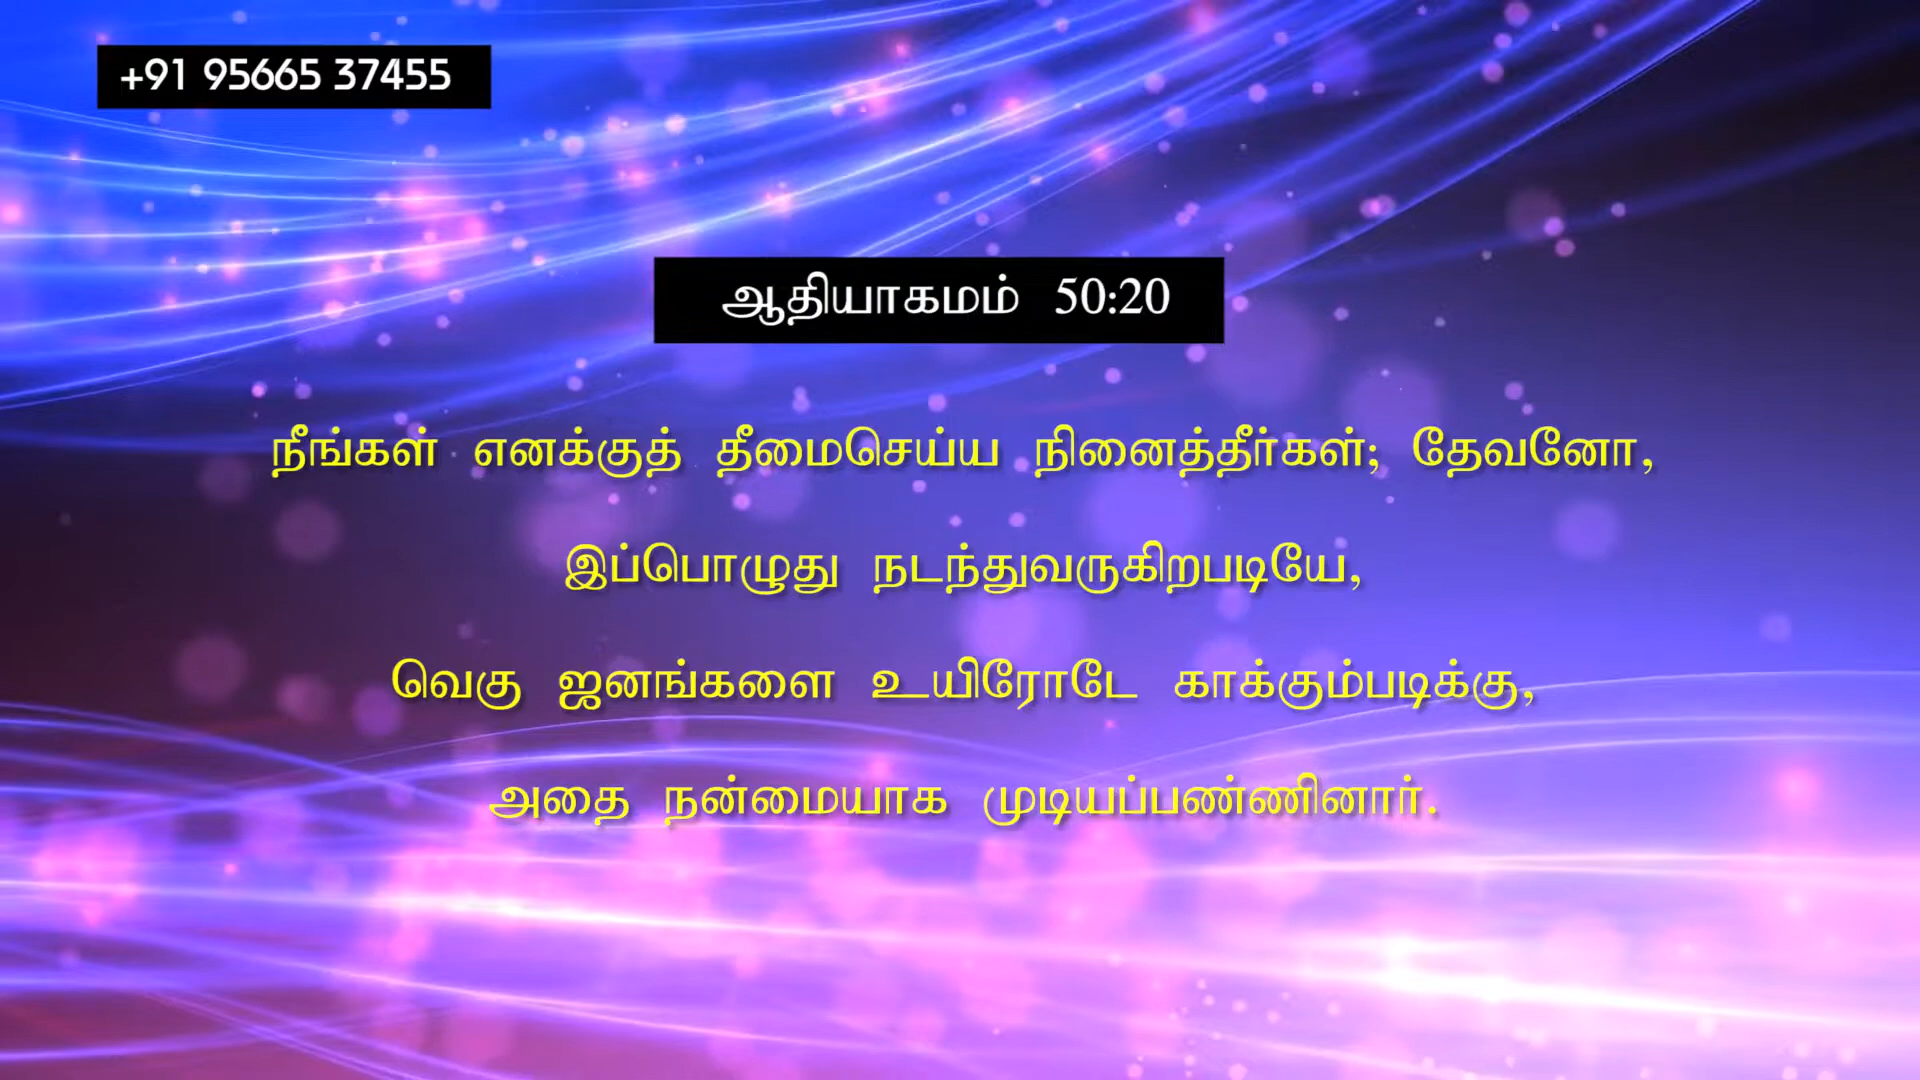 +91 95665 37455
ஆதியாகமம் 50:20
நீங்கள் எனக்குத் தீமைசெய்ய நினைத்தீர்கள்; தேவனோ,
இப்பொழுது நடந்துவருகிறபடியே,
வெகு ஜனங்களை உயிரோடே காக்கும்படிக்கு,
அதை நன்மையாக முடியப்பண்ணினார்.